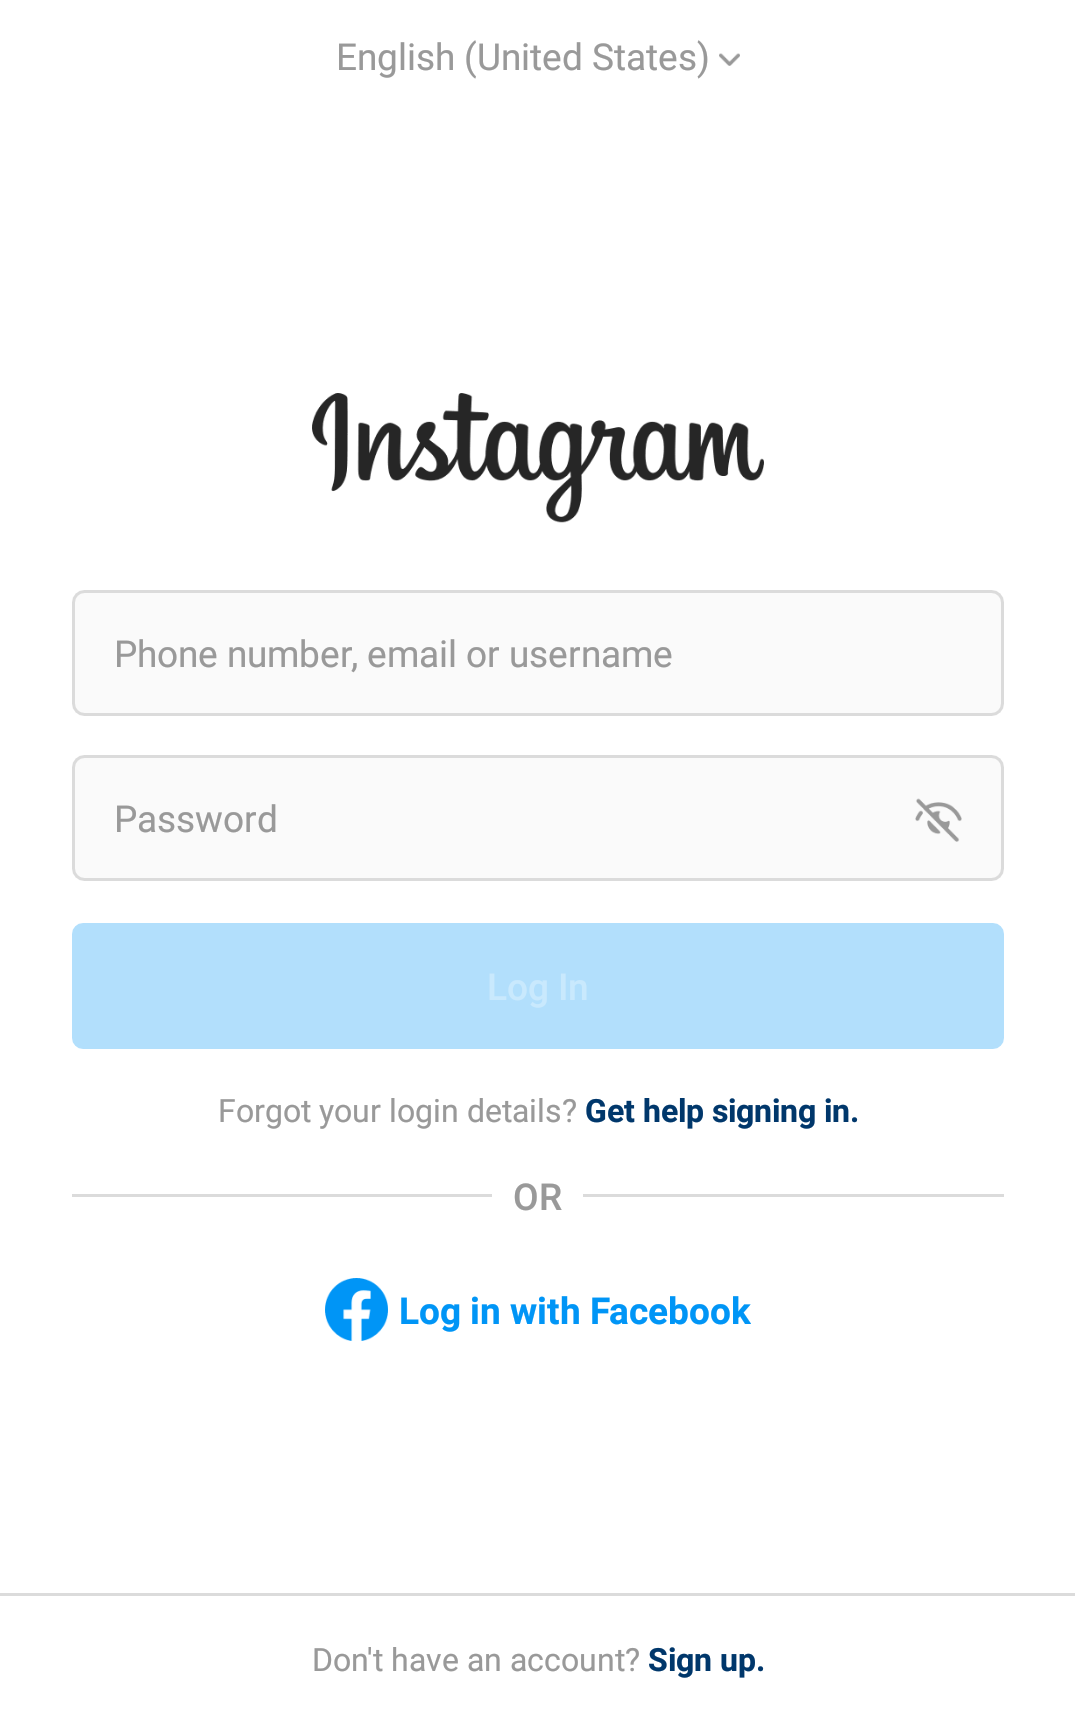 English (United States)
Instagram
Phone number, email or username
Password
Log In
Forgot your login details? Get help signing in.
OR
Log in with Facebook
Don't have an account? Sign up.